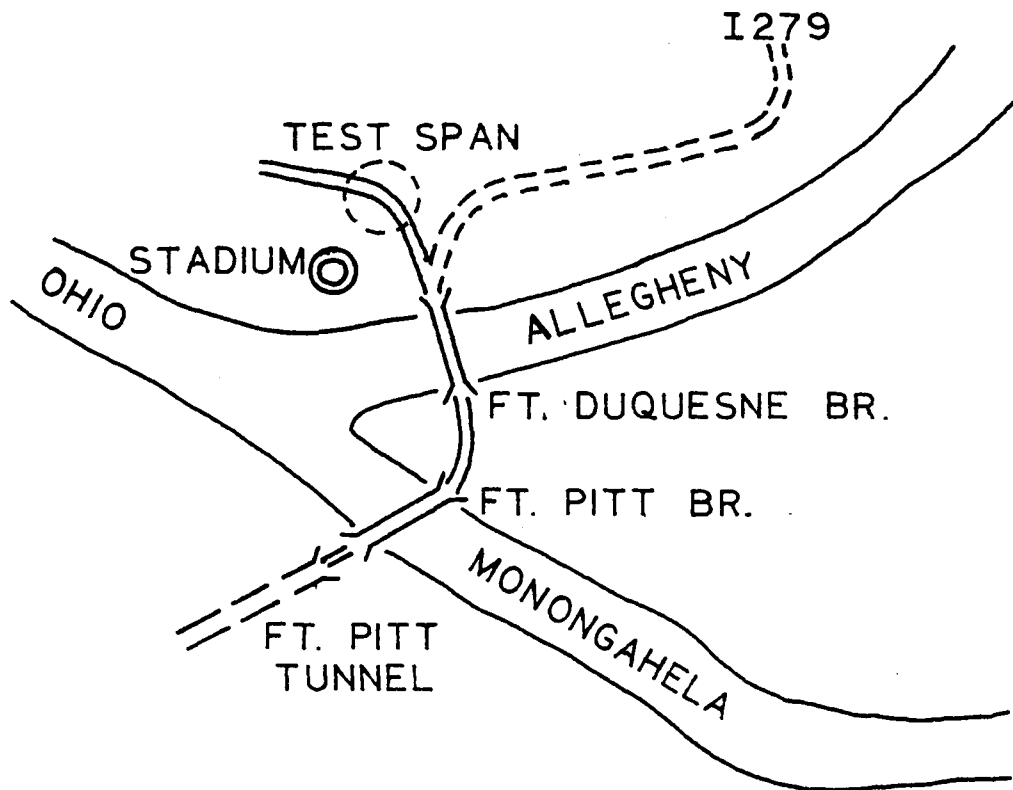 I279
TEST SPAN
STADIUM
OHIO
ALLEGHENY
FT. DUQUESNE BR.
FT. PITT BR.
MONONGAHELA
FT. PITT
TUNNEL